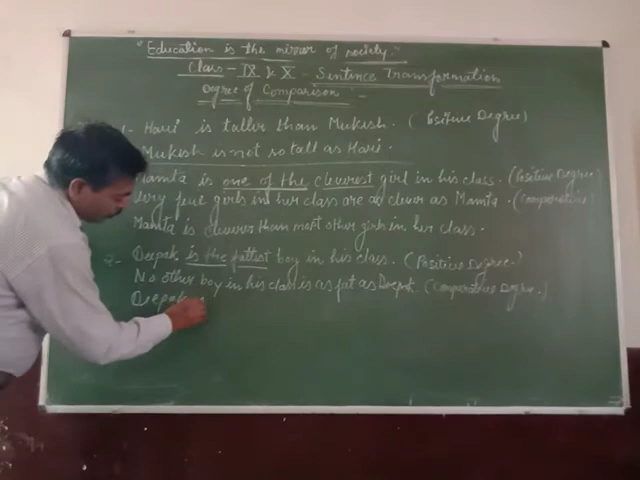 "Education is the mirror of society."
Class - IX & X - Sentence Transformation
Degree of Comparison -
1- Hari is taller than Mukesh. (Positive Degree)
Mukesh is not so tall as Hari.
Mamta is one of the cleverest girl in his class. (Positive Degree)
Very few girls in her class are as clever as Mamta. (Comparative)
Mamta is cleverer than most other girls in her class.
2- Deepak is the fattest boy in his class. (Positive Degree.)
No other boy in his class is as fat as Deepak. (Comparative Degree.)
Deepak